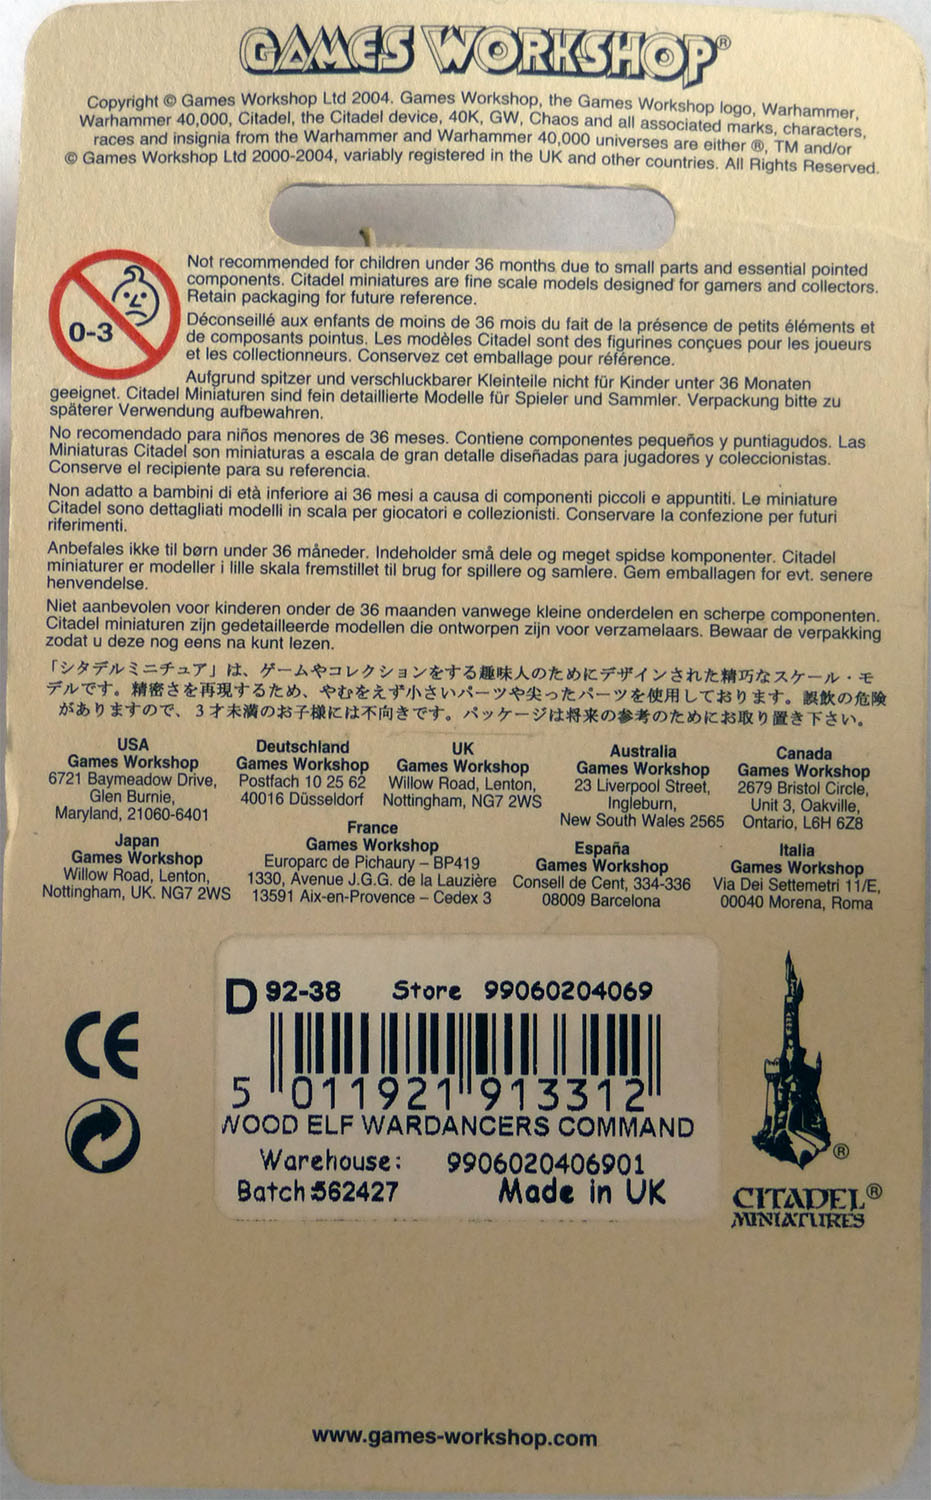 GAMES WORKSHOP®
Copyright © Games Workshop Ltd 2004. Games Workshop, the Games Workshop logo, Warhammer,
Warhammer 40,000, Citadel, the Citadel device, 40K, GW, Chaos and all associated marks, characters,
races and insignia from the Warhammer and Warhammer 40,000 universes are either ®, TM and/or
© Games Workshop Ltd 2000-2004, variably registered in the UK and other countries. All Rights Reserved.
0-3
Not recommended for children under 36 months due to small parts and essential pointed
components. Citadel miniatures are fine scale models designed for gamers and collectors.
Retain packaging for future reference.
Déconseillé aux enfants de moins de 36 mois du fait de la présence de petits éléments et
de composants pointus. Les modèles Citadel sont des figurines conçues pour les joueurs
et les collectionneurs. Conservez cet emballage pour référence.
Aufgrund spitzer und verschluckbarer Kleinteile nicht für Kinder unter 36 Monaten
geeignet. Citadel Miniaturen sind fein detaillierte Modelle für Spieler und Sammler. Verpackung bitte zu
späterer Verwendung aufbewahren.
No recomendado para niños menores de 36 meses. Contiene componentes pequeños y puntiagudos. Las
Miniaturas Citadel son miniaturas a escala de gran detalle diseñadas para jugadores y coleccionistas.
Conserve el recipiente para su referencia.
Non adatto a bambini di età inferiore ai 36 mesi a causa di componenti piccoli e appuntiti. Le miniature
Citadel sono dettagliati modelli in scala per giocatori e collezionisti. Conservare la confezione per futuri
riferimenti.
Anbefales ikke til børn under 36 måneder. Indeholder små dele og meget spidse komponenter. Citadel
miniaturer er modeller i lille skala fremstillet til brug for spillere og samlere. Gem emballagen for evt. senere
henvendelse.
Niet aanbevolen voor kinderen onder de 36 maanden vanwege kleine onderdelen en scherpe componenten.
Citadel miniaturen zijn gedetailleerde modellen die ontworpen zijn voor verzamelaars. Bewaar de verpakking
zodat u deze nog eens na kunt lezen.
「シタデルミニチュア」は、ゲームやコレクションをする趣味人のためにデザインされた精巧なスケール・モ
デルです。精密さを再現するため、やむをえず小さいパーツや尖ったパーツを使用しております。誤飲の危険
がありますので、３才未満のお子様には不向きです。パッケージは将来の参考のためにお取り置き下さい。
USA
Games Workshop
6721 Baymeadow Drive,
Glen Burnie,
Maryland, 21060-6401
Deutschland
Games Workshop
Postfach 10 25 62
40016 Düsseldorf
UK
Games Workshop
Willow Road, Lenton,
Nottingham, NG7 2WS
Australia
Games Workshop
23 Liverpool Street,
Ingleburn,
New South Wales 2565
Canada
Games Workshop
2679 Bristol Circle,
Unit 3, Oakville,
Ontario, L6H 6Z8
Japan
Games Workshop
Willow Road, Lenton,
Nottingham, UK. NG7 2WS
France
Games Workshop
Europarc de Pichaury – BP419
1330, Avenue J.G.G. de la Lauzière
13591 Aix-en-Provence – Cedex 3
España
Games Workshop
Consell de Cent, 334-336
08009 Barcelona
Italia
Games Workshop
Via Dei Settemetri 11/E,
00040 Morena, Roma
D 92-38 Store 99060204069
5 011921 913312
WOOD ELF WARDANCERS COMMAND
Warehouse: 9906020406901
Batch:562427 Made in UK
CE
®
CITADEL®
MINIATURES
www.games-workshop.com